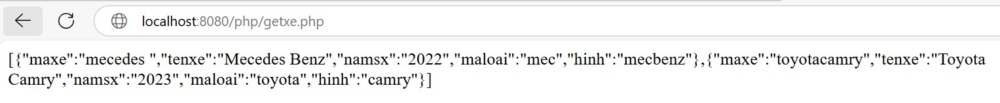 localhost:8080/php/getxe.php
[{"maxe":"mecedes ","tenxe":"Mecedes Benz","namsx":"2022","maloai":"mec","hinh":"mecbenz"},{"maxe":"toyotacamry","tenxe":"Toyota
Camry","namsx":"2023","maloai":"toyota","hinh":"camry"}]